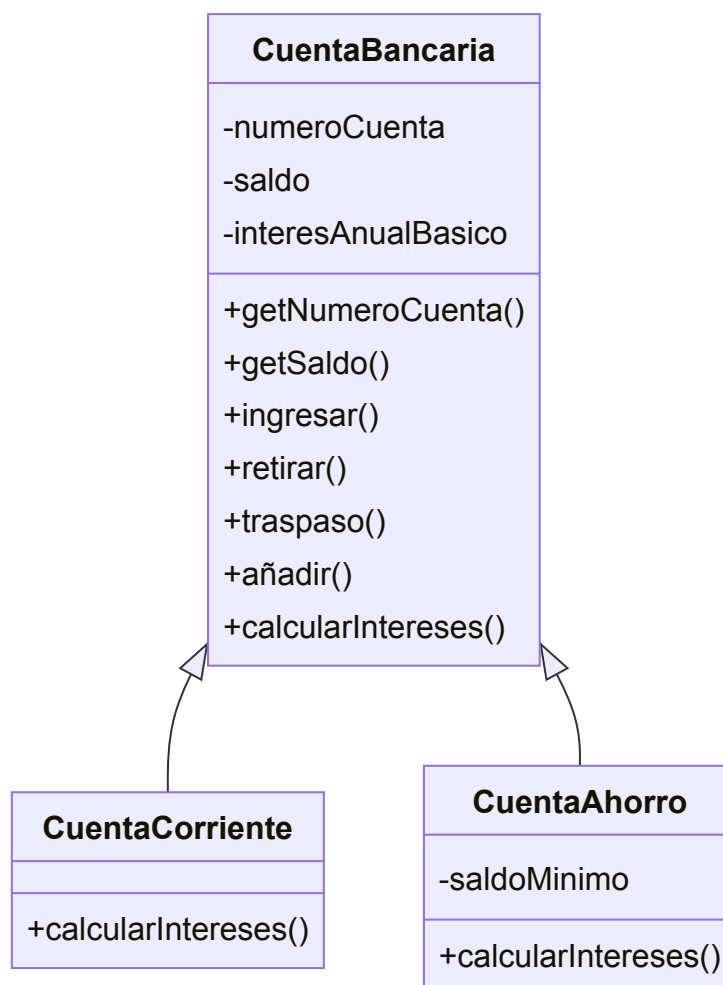 CuentaBancaria
-numeroCuenta
-saldo
-interesAnualBasico
+getNumeroCuenta()
+getSaldo()
+ingresar()
+retirar()
+traspaso()
+añadir()
+calcularIntereses()
CuentaCorriente
+calcularIntereses()
CuentaAhorro
-saldoMinimo
+calcularIntereses()